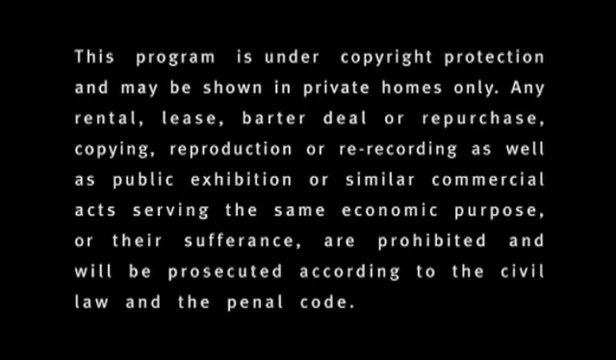 This program is under copyright protection
and may be shown in private homes only. Any
rental, lease, barter deal or repurchase,
copying, reproduction or re-recording as well
as public exhibition or similar commercial
acts serving the same economic purpose,
or their sufferance, are prohibited and
will be prosecuted according to the civil
law and the penal code.